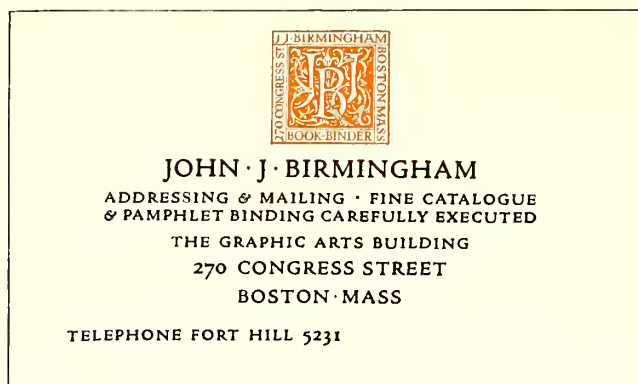 J J · BIRMINGHAM
BOSTON MASS
270 CONGRESS ST
BOOK-BINDER
JOHN · J · BIRMINGHAM
ADDRESSING & MAILING · FINE CATALOGUE
& PAMPHLET BINDING CAREFULLY EXECUTED
THE GRAPHIC ARTS BUILDING
270 CONGRESS STREET
BOSTON · MASS
TELEPHONE FORT HILL 5231